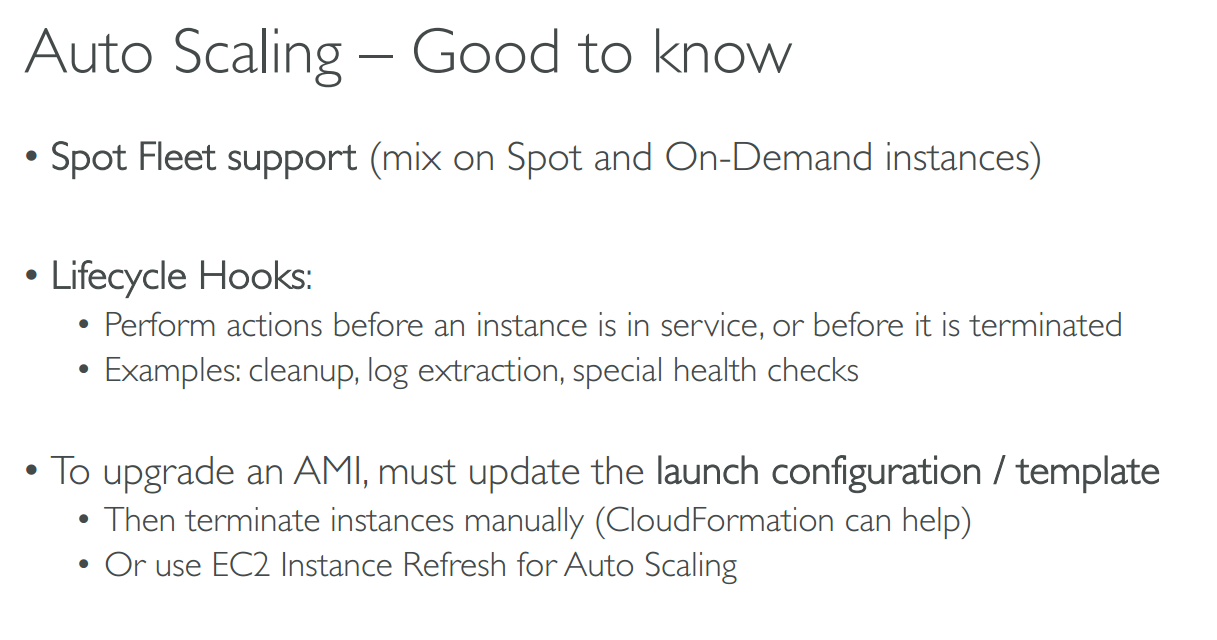 Auto Scaling – Good to know
• Spot Fleet support (mix on Spot and On-Demand instances)
• Lifecycle Hooks:
• Perform actions before an instance is in service, or before it is terminated
• Examples: cleanup, log extraction, special health checks
• To upgrade an AMI, must update the launch configuration / template
• Then terminate instances manually (CloudFormation can help)
• Or use EC2 Instance Refresh for Auto Scaling